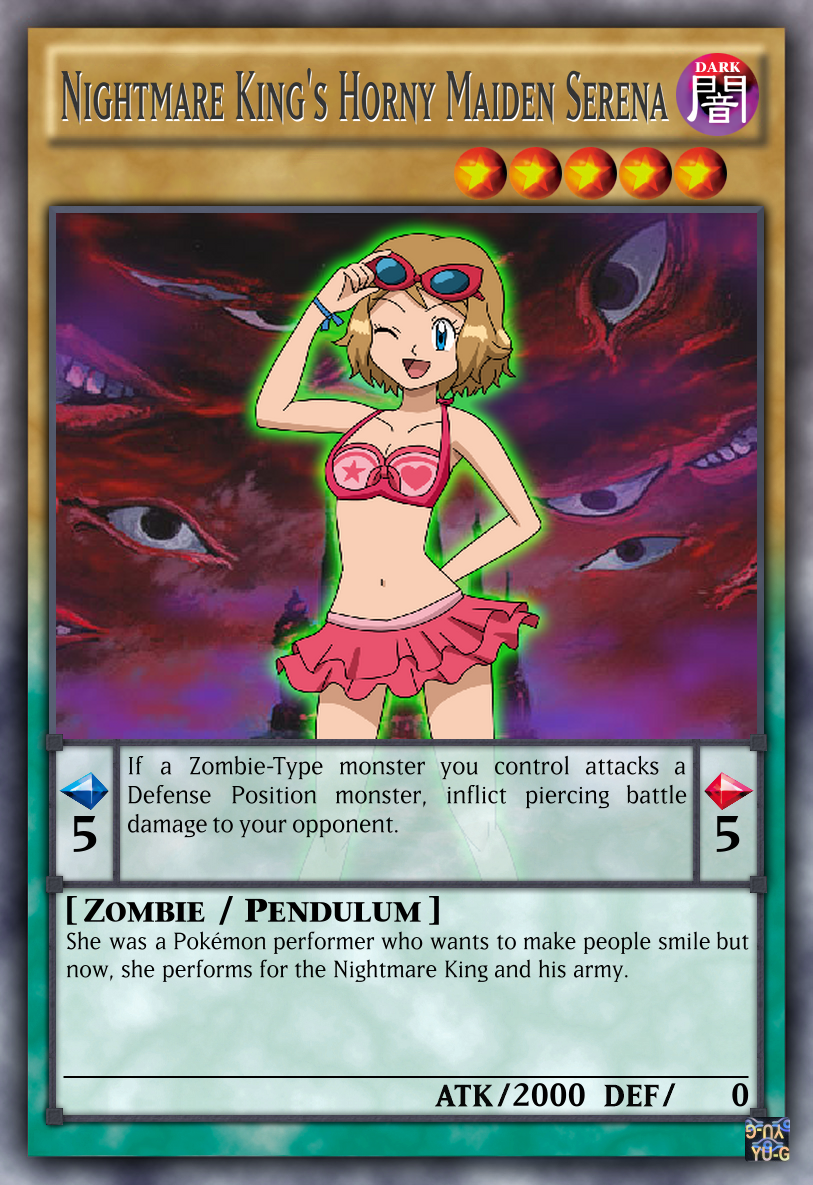 Nightmare King's Horny Maiden Serena
DARK
闇
If a Zombie-Type monster you control attacks a
Defense Position monster, inflict piercing battle
damage to your opponent.
5
5
[ Zombie / Pendulum ]
She was a Pokémon performer who wants to make people smile but
now, she performs for the Nightmare King and his army.
ATK/2000 DEF/ 0
YU-G
YU-G